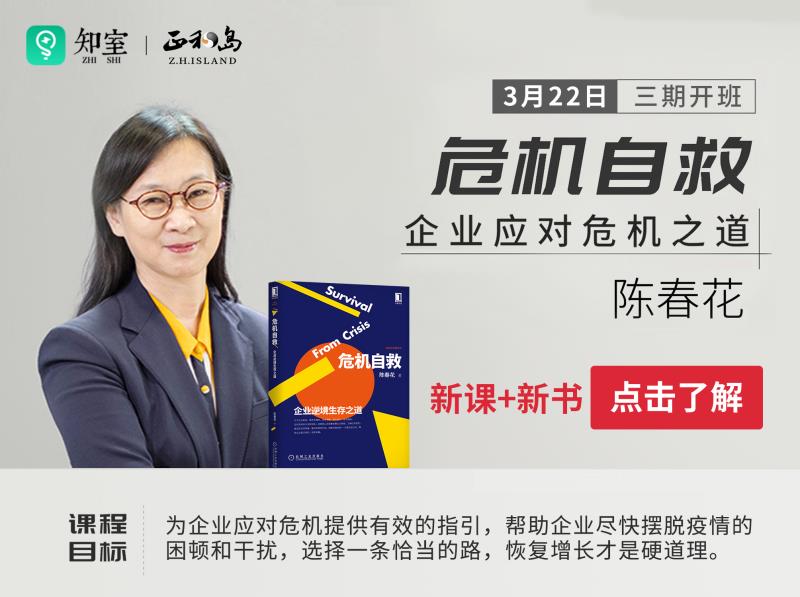 知室
ZHI SHI
正和岛
Z.H.ISLAND
3月22日
三期开班
危机自救
企业应对危机之道
陈春花
Survival
From Crisis
危机自救
陈春花
企业逆境生存之道
危机自救
新课+新书
点击了解
课程
目标
为企业应对危机提供有效的指引，帮助企业尽快摆脱疫情的
困顿和干扰，选择一条恰当的路，恢复增长才是硬道理。